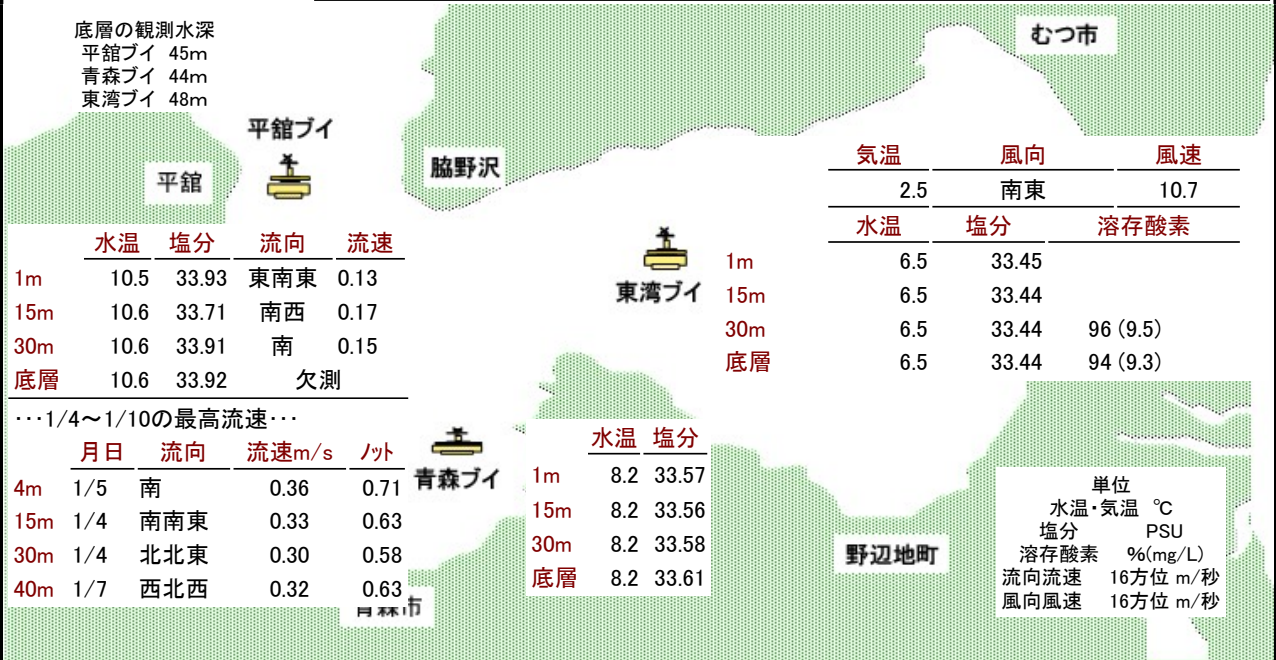 底層の観測水深
平舘ブイ 45m
青森ブイ 44m
東湾ブイ 48m
むつ市
平舘ブイ
平舘
脇野沢
気温 風向 風速
2.5 南東 10.7
水温 塩分 溶存酸素
1m 6.5 33.45
15m 6.5 33.44
30m 6.5 33.44 96 (9.5)
底層 6.5 33.44 94 (9.3)
東湾ブイ
水温 塩分 流向 流速
1m 10.5 33.93 東南東 0.13
15m 10.6 33.71 南西 0.17
30m 10.6 33.91 南 0.15
底層 10.6 33.92 欠測
･･･1/4～1/10の最高流速･･･
月日 流向 流速m/s ﾉｯﾄ
4m 1/5 南 0.36 0.71
15m 1/4 南南東 0.33 0.63
30m 1/4 北北東 0.30 0.58
40m 1/7 西北西 0.32 0.63
青森ブイ
水温 塩分
1m 8.2 33.57
15m 8.2 33.56
30m 8.2 33.58
底層 8.2 33.61
青森市
野辺地町
単位
水温・気温 ℃
塩分 PSU
溶存酸素 %(mg/L)
流向流速 16方位 m/秒
風向風速 16方位 m/秒